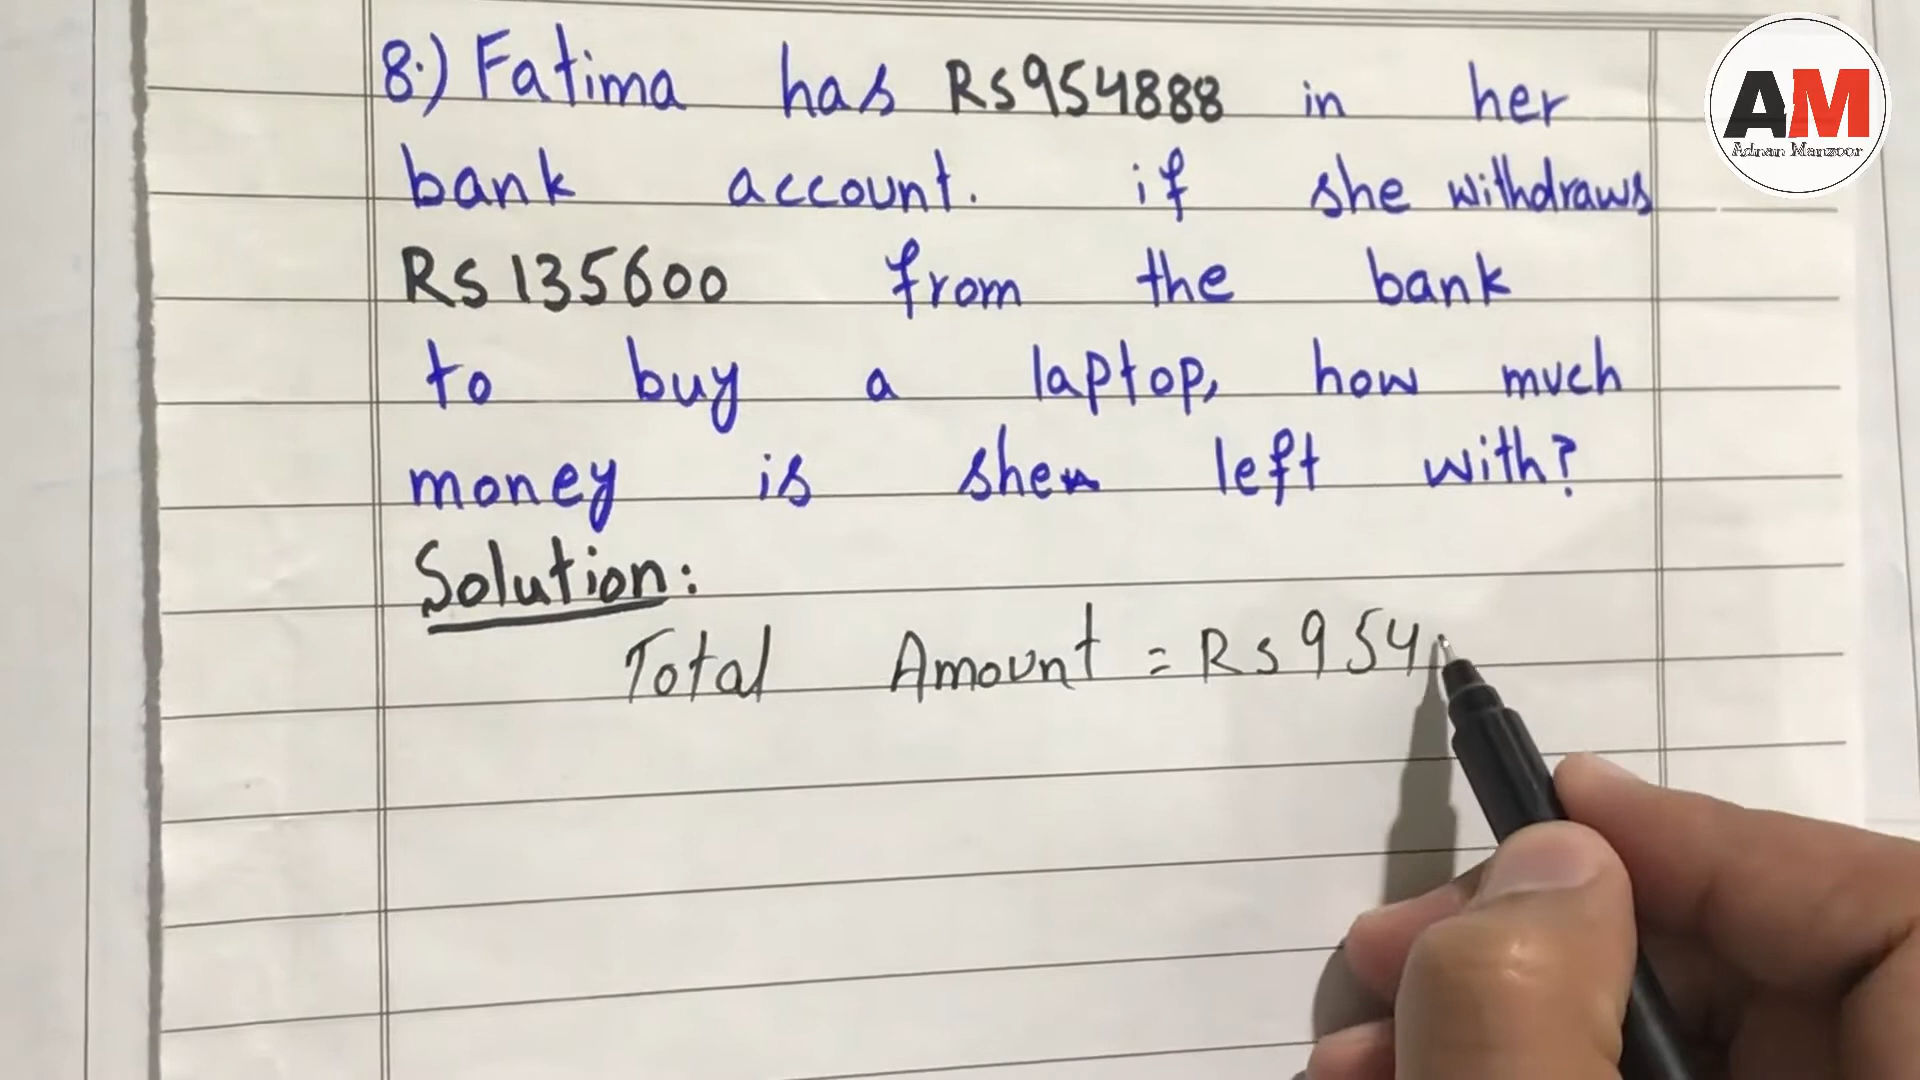 8.) Fatima has Rs954888 in her
bank account. if she withdraws
Rs 135600 from the bank
to buy a laptop, how much
money is she left with?
Solution:
Total Amount = Rs 954
AM
Adnan Manzoor